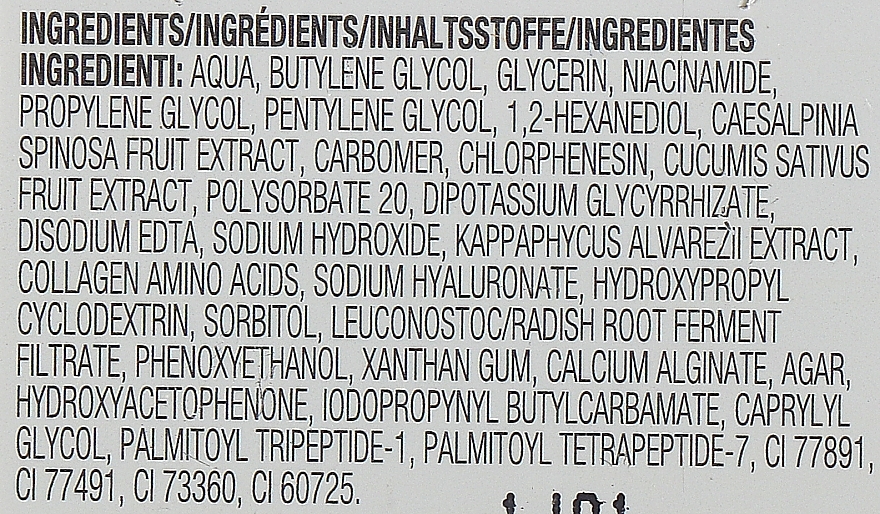 INGREDIENTS/INGRÉDIENTS/INHALTSSTOFFE/INGREDIENTES
INGREDIENTI: AQUA, BUTYLENE GLYCOL, GLYCERIN, NIACINAMIDE,
PROPYLENE GLYCOL, PENTYLENE GLYCOL, 1,2-HEXANEDIOL, CAESALPINIA
SPINOSA FRUIT EXTRACT, CARBOMER, CHLORPHENESIN, CUCUMIS SATIVUS
FRUIT EXTRACT, POLYSORBATE 20, DIPOTASSIUM GLYCYRRHIZATE,
DISODIUM EDTA, SODIUM HYDROXIDE, KAPPAPHYCUS ALVAREZII EXTRACT,
COLLAGEN AMINO ACIDS, SODIUM HYALURONATE, HYDROXYPROPYL
CYCLODEXTRIN, SORBITOL, LEUCONOSTOC/RADISH ROOT FERMENT
FILTRATE, PHENOXYETHANOL, XANTHAN GUM, CALCIUM ALGINATE, AGAR,
HYDROXYACETOPHENONE, IODOPROPYNYL BUTYLCARBAMATE, CAPRYLYL
GLYCOL, PALMITOYL TRIPEPTIDE-1, PALMITOYL TETRAPEPTIDE-7, CI 77891,
CI 77491, CI 73360, CI 60725.